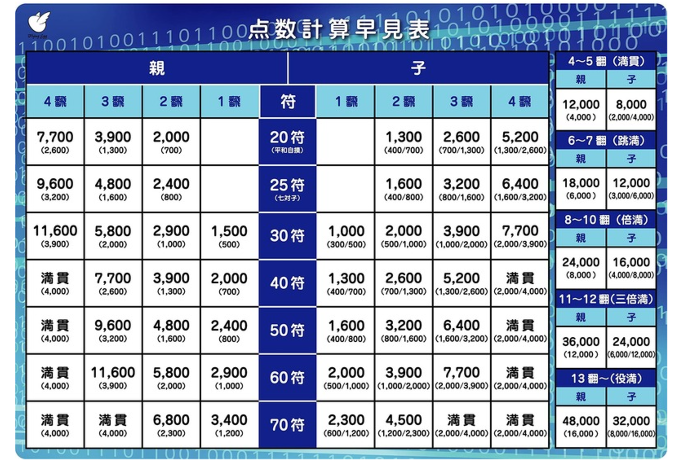 点数計算早見表
親 子
4飜 3飜 2飜 1飜 符 1飜 2飜 3飜 4飜
7,700 3,900 2,000 20符 1,300 2,600 5,200
(2,600) (1,300) (700) (平和自摸) (400/700) (700/1,300) (1,300/2,600)
9,600 4,800 2,400 25符 1,600 3,200 6,400
(3,200) (1,600) (800) (七対子) (400/800) (800/1,600) (1,600/3,200)
11,600 5,800 2,900 1,500 30符 1,000 2,000 3,900 7,700
(3,900) (2,000) (1,000) (500) (300/500) (500/1,000) (1,000/2,000) (2,000/3,900)
満貫 7,700 3,900 2,000 40符 1,300 2,600 5,200 満貫
(4,000) (2,600) (1,300) (700) (400/700) (700/1,300) (1,300/2,600) (2,000/4,000)
満貫 9,600 4,800 2,400 50符 1,600 3,200 6,400 満貫
(4,000) (3,200) (1,600) (800) (400/800) (800/1,600) (1,600/3,200) (2,000/4,000)
満貫 11,600 5,800 2,900 60符 2,000 3,900 7,700 満貫
(4,000) (3,900) (2,000) (1,000) (500/1,000) (1,000/2,000) (2,000/3,900) (2,000/4,000)
満貫 満貫 6,800 3,400 70符 2,300 4,500 満貫 満貫
(4,000) (4,000) (2,300) (1,200) (600/1,200) (1,200/2,300) (2,000/4,000) (2,000/4,000)
4～5翻(満貫)
親 子
12,000 8,000
(4,000) (2,000/4,000)
6～7翻(跳満)
親 子
18,000 12,000
(6,000) (3,000/6,000)
8～10翻(倍満)
親 子
24,000 16,000
(8,000) (4,000/8,000)
11～12翻(三倍満)
親 子
36,000 24,000
(12,000) (6,000/12,000)
13翻～(役満)
親 子
48,000 32,000
(16,000) (8,000/16,000)